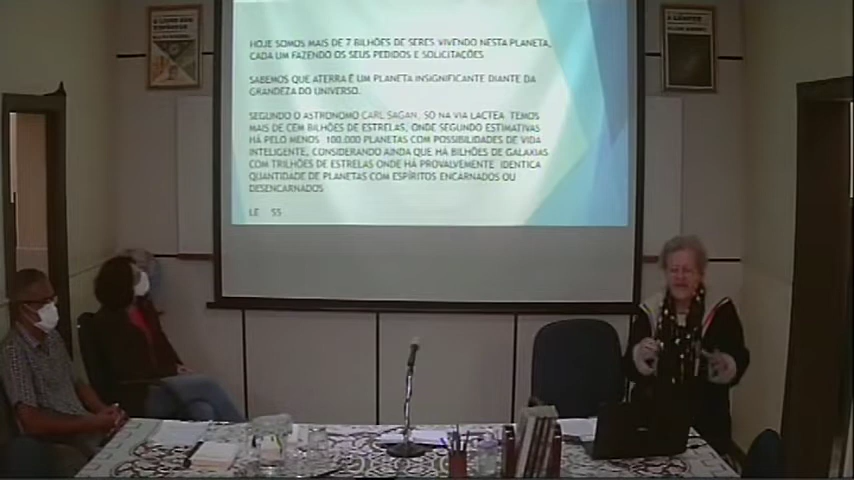 HOJE SOMOS MAIS DE 7 BILHÕES DE SERES VIVENDO NESTA PLANETA,
CADA UM FAZENDO OS SEUS PEDIDOS E SOLICITAÇÕES
SABEMOS QUE ATERRA É UM PLANETA INSIGNIFICANTE DIANTE DA
GRANDEZA DO UNIVERSO.
SEGUNDO O ASTRONOMO CARL SAGAN, SÓ NA VIA LACTEA TEMOS
MAIS DE CEM BILHÕES DE ESTRELAS, ONDE SEGUNDO ESTIMATIVAS
HÁ PELO MENOS 100.000 PLANETAS COM POSSIBILIDADES DE VIDA
INTELIGENTE, CONSIDERANDO AINDA QUE HÁ BILHÕES DE GALAXIAS
COM TRILHÕES DE ESTRELAS ONDE HÁ PROVALVEMENTE IDENTICA
QUANTIDADE DE PLANETAS COM ESPÍRITOS ENCARNADOS OU
DESENCARNADOS
LE 55